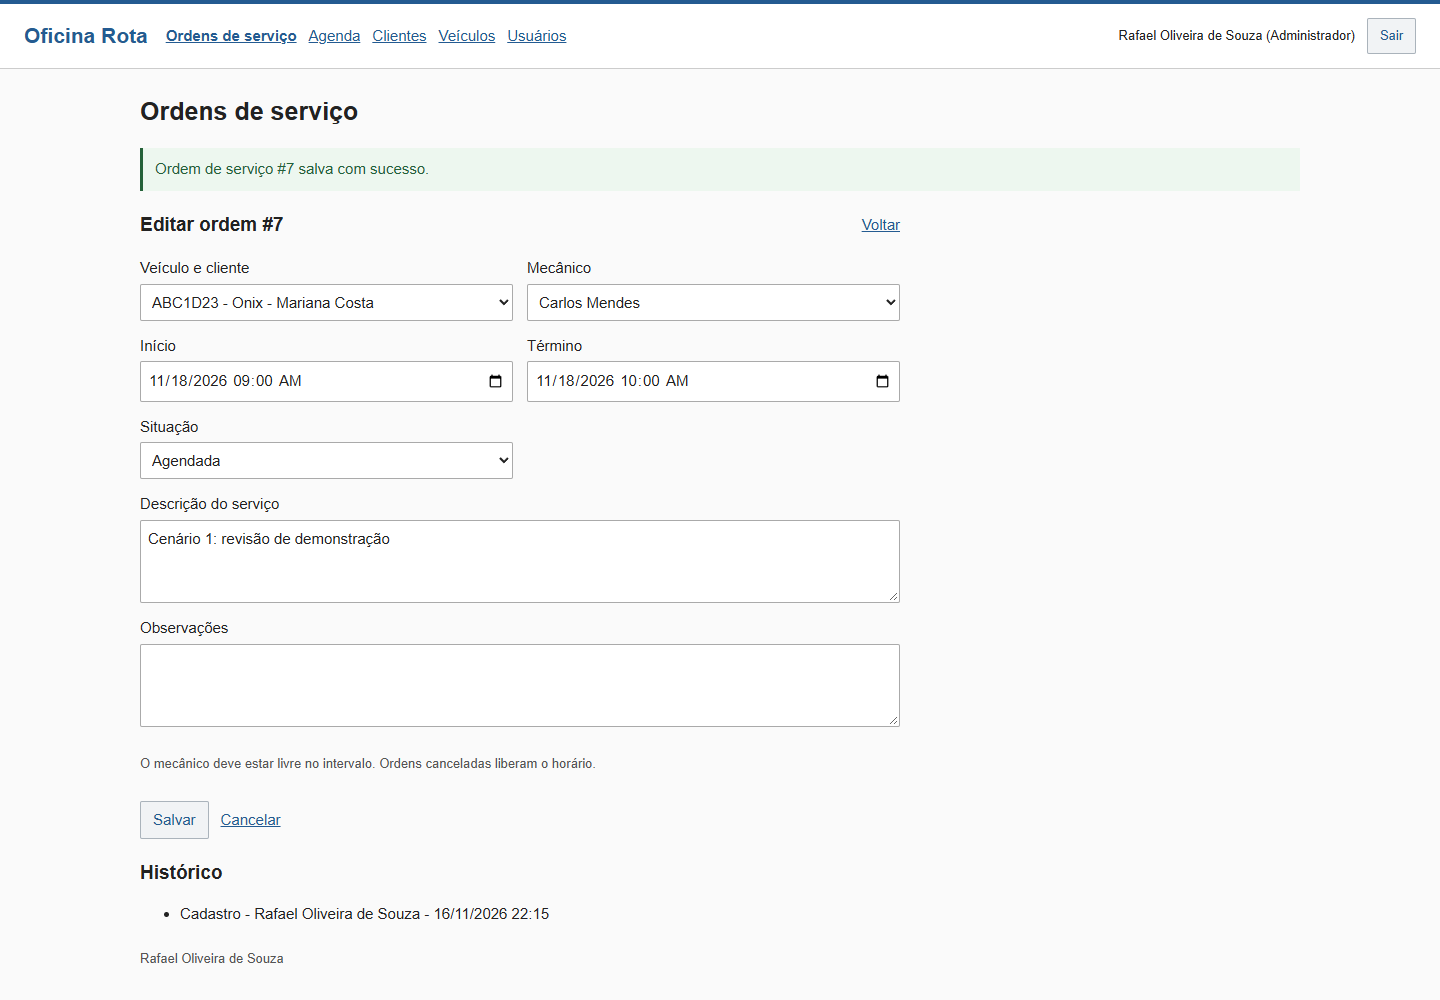 Oficina Rota Ordens de serviço Agenda Clientes Veículos Usuários Rafael Oliveira de Souza (Administrador) Sair
Ordens de serviço
Ordem de serviço #7 salva com sucesso.
Editar ordem #7 Voltar
Veículo e cliente Mecânico
ABC1D23 - Onix - Mariana Costa Carlos Mendes
Início Término
11/18/2026 09:00 AM 11/18/2026 10:00 AM
Situação
Agendada
Descrição do serviço
Cenário 1: revisão de demonstração
Observações
O mecânico deve estar livre no intervalo. Ordens canceladas liberam o horário.
Salvar Cancelar
Histórico
• Cadastro - Rafael Oliveira de Souza - 16/11/2026 22:15
Rafael Oliveira de Souza